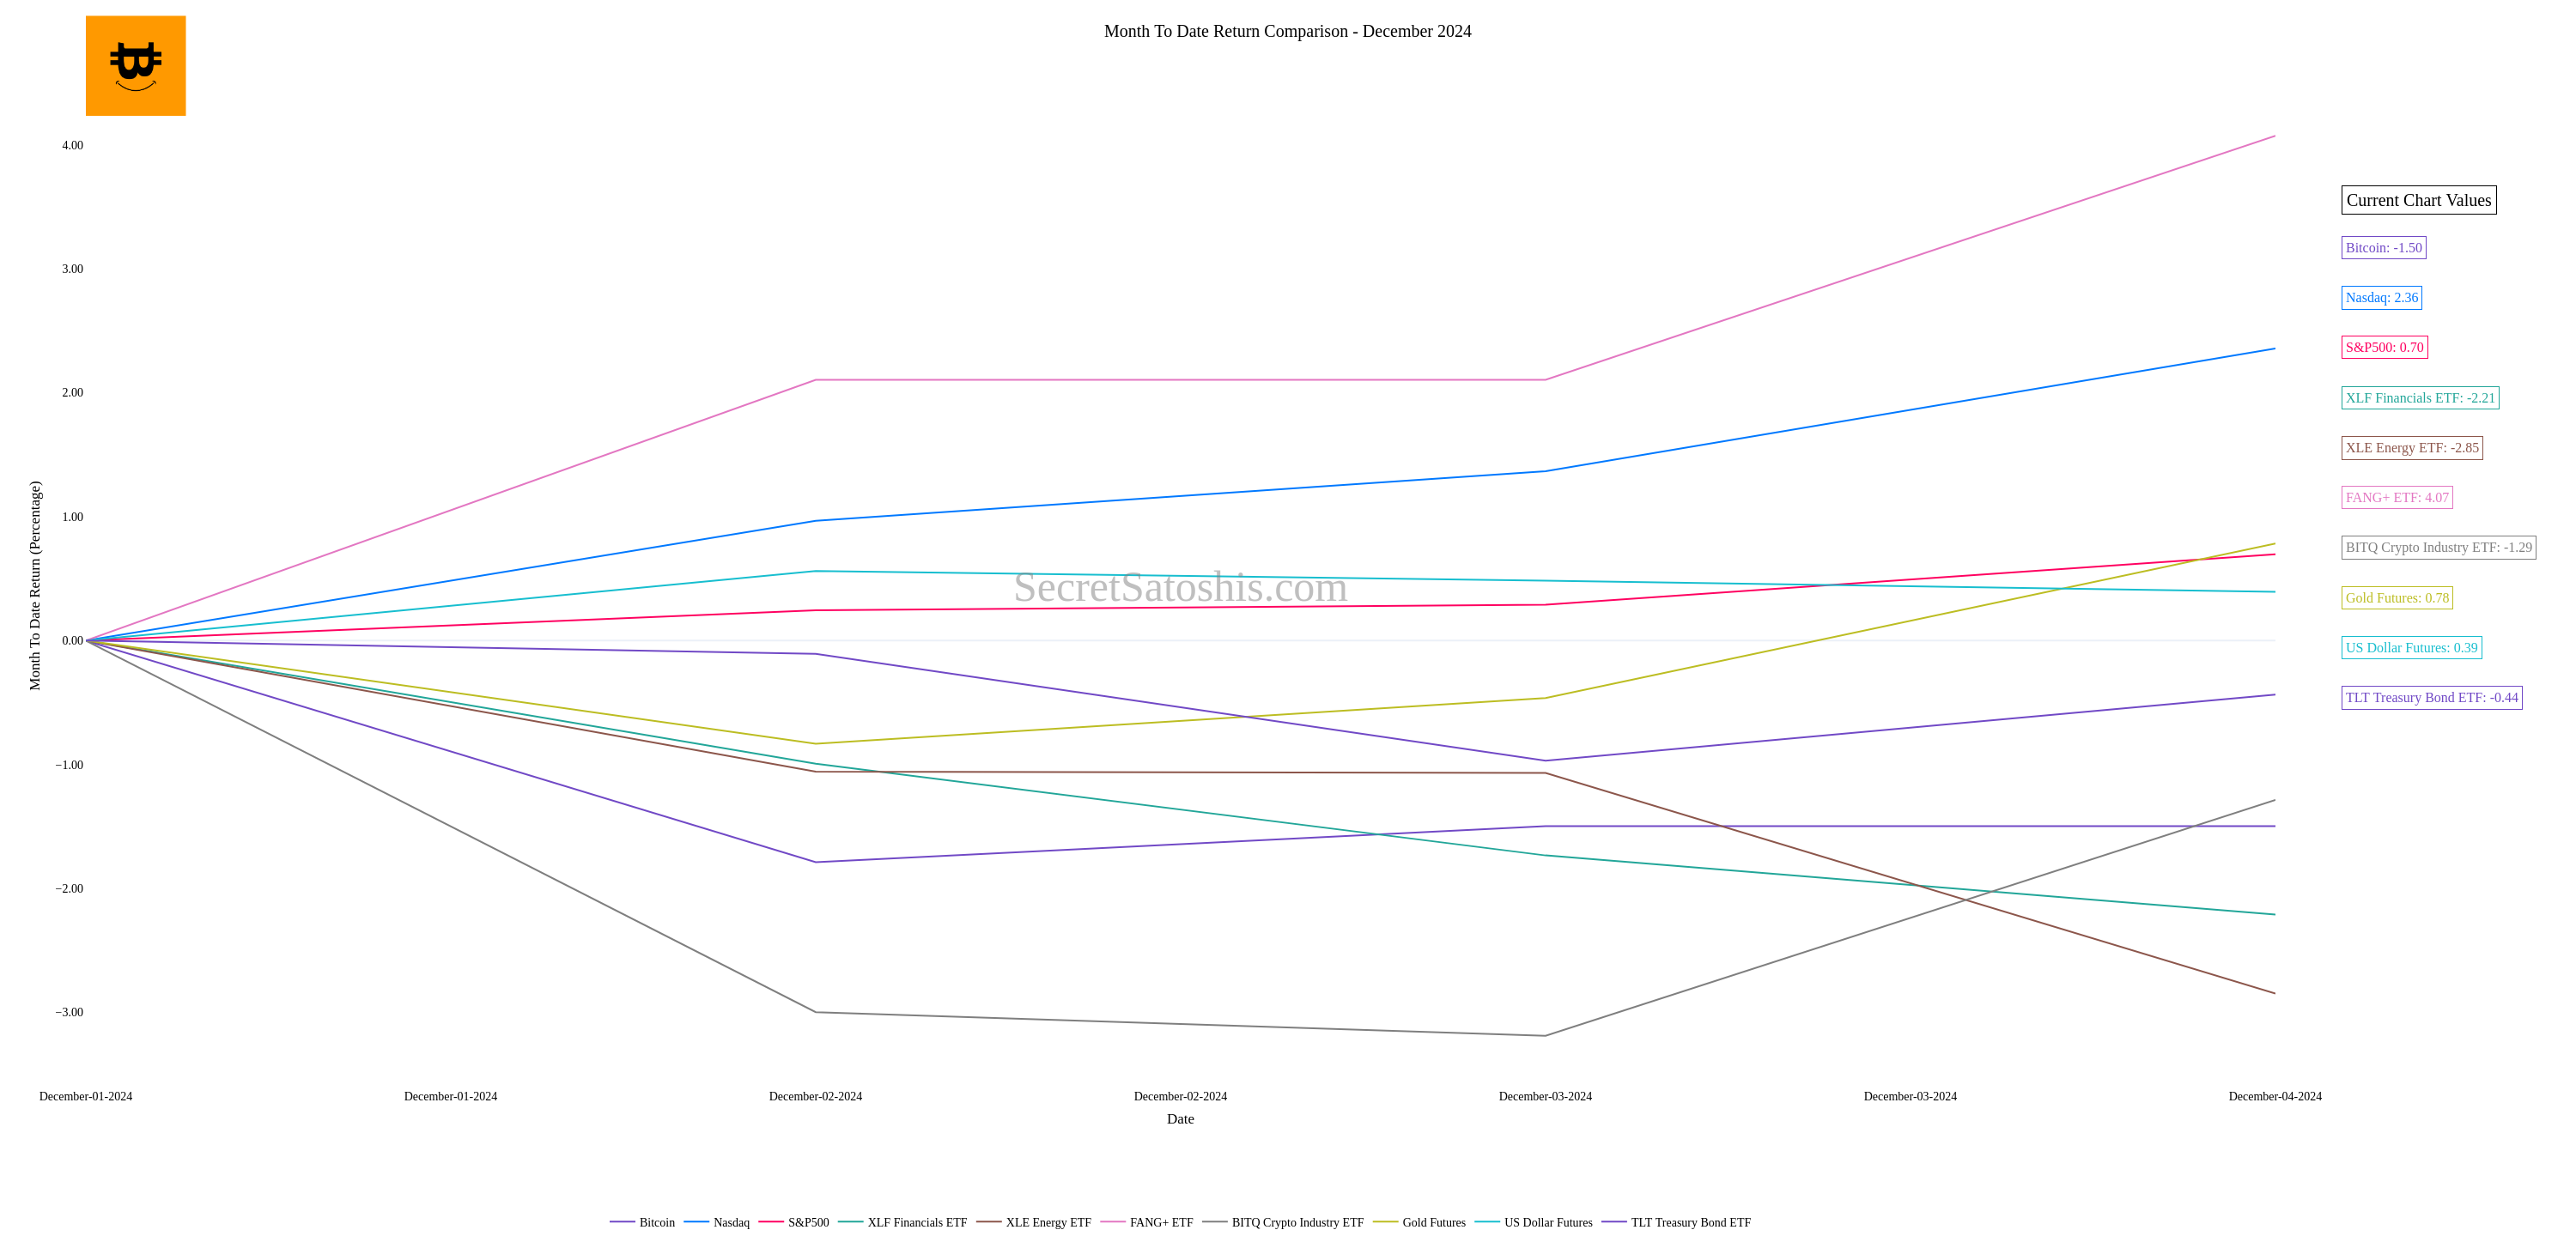 Month To Date Return Comparison - December 2024
4.00
3.00
2.00
1.00
0.00
−1.00
−2.00
−3.00
Month To Date Return (Percentage)
SecretSatoshis.com
Current Chart Values
Bitcoin: -1.50
Nasdaq: 2.36
S&P500: 0.70
XLF Financials ETF: -2.21
XLE Energy ETF: -2.85
FANG+ ETF: 4.07
BITQ Crypto Industry ETF: -1.29
Gold Futures: 0.78
US Dollar Futures: 0.39
TLT Treasury Bond ETF: -0.44
December-01-2024 December-01-2024 December-02-2024 December-02-2024 December-03-2024 December-03-2024 December-04-2024
Date
Bitcoin Nasdaq S&P500 XLF Financials ETF XLE Energy ETF FANG+ ETF BITQ Crypto Industry ETF Gold Futures US Dollar Futures TLT Treasury Bond ETF